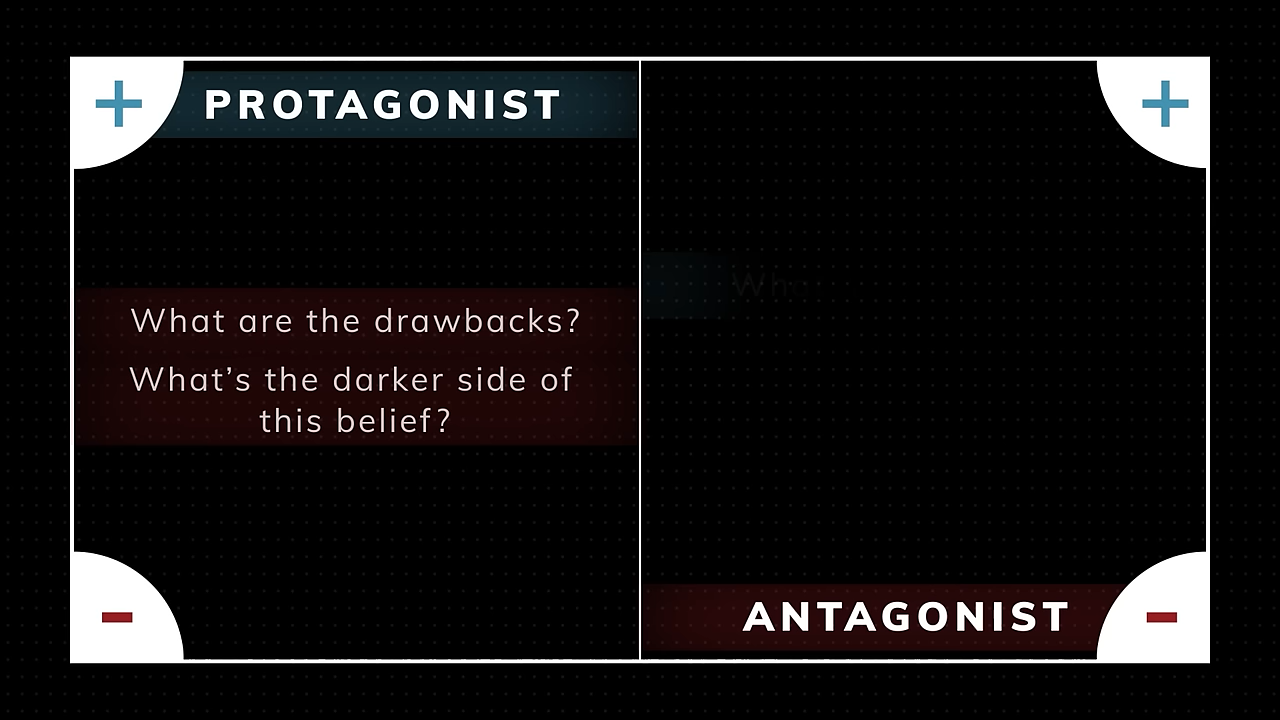 + PROTAGONIST +
What are the drawbacks?
What’s the darker side of
this belief?
- ANTAGONIST -